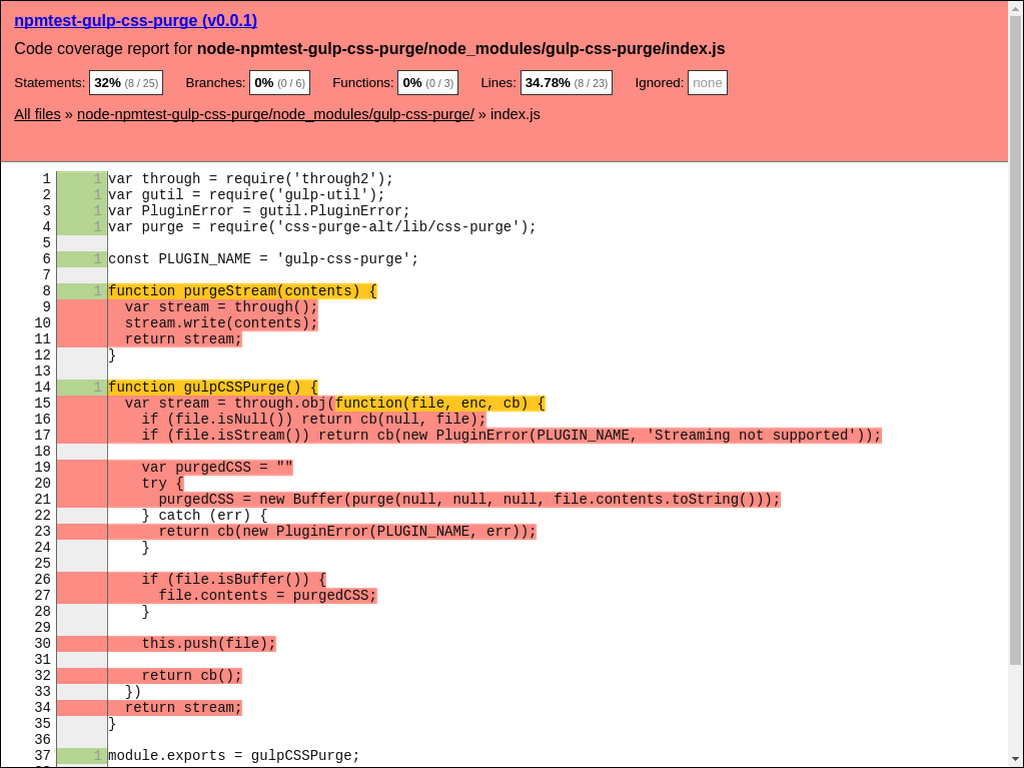 npmtest-gulp-css-purge (v0.0.1)
Code coverage report for node-npmtest-gulp-css-purge/node_modules/gulp-css-purge/index.js
Statements: 32% (8 / 25) Branches: 0% (0 / 6) Functions: 0% (0 / 3) Lines: 34.78% (8 / 23) Ignored: none
All files » node-npmtest-gulp-css-purge/node_modules/gulp-css-purge/ » index.js
1 1 var through = require('through2');
2 1 var gutil = require('gulp-util');
3 1 var PluginError = gutil.PluginError;
4 1 var purge = require('css-purge-alt/lib/css-purge');
5
6 1 const PLUGIN_NAME = 'gulp-css-purge';
7
8 1 function purgeStream(contents) {
9   var stream = through();
10   stream.write(contents);
11   return stream;
12 }
13
14 1 function gulpCSSPurge() {
15   var stream = through.obj(function(file, enc, cb) {
16     if (file.isNull()) return cb(null, file);
17     if (file.isStream()) return cb(new PluginError(PLUGIN_NAME, 'Streaming not supported'));
18
19     var purgedCSS = ""
20     try {
21       purgedCSS = new Buffer(purge(null, null, null, file.contents.toString()));
22     } catch (err) {
23       return cb(new PluginError(PLUGIN_NAME, err));
24     }
25
26     if (file.isBuffer()) {
27       file.contents = purgedCSS;
28     }
29
30     this.push(file);
31
32     return cb();
33   })
34   return stream;
35 }
36
37 1 module.exports = gulpCSSPurge;